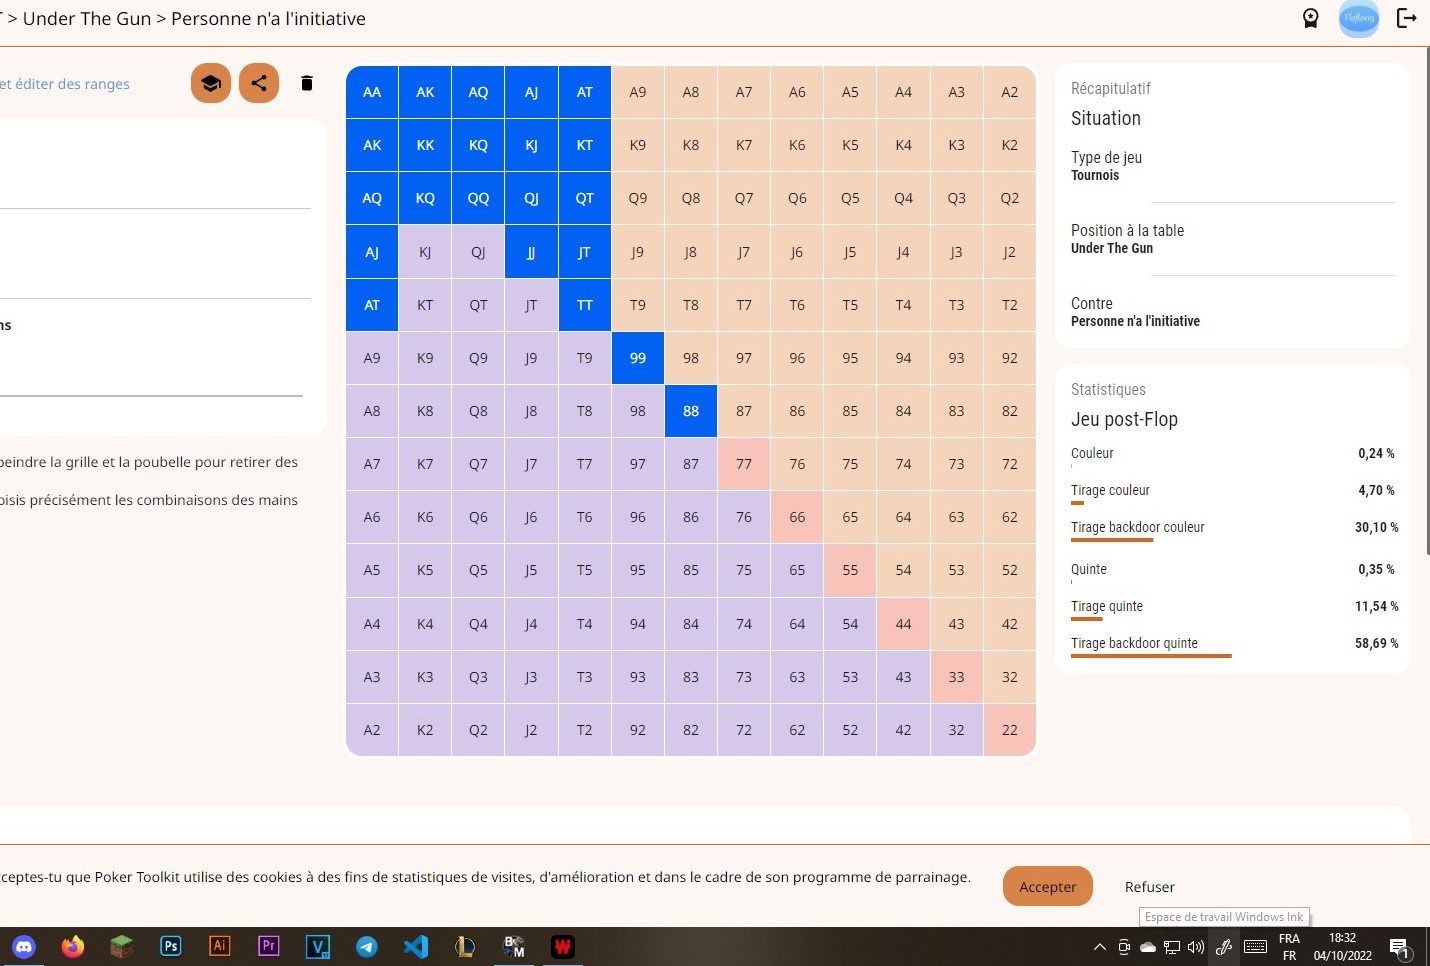 > Under The Gun > Personne n'a l'initiative
Floflong
et éditer des ranges
ns
peindre la grille et la poubelle pour retirer des
oisis précisément les combinaisons des mains
AA AK AQ AJ AT A9 A8 A7 A6 A5 A4 A3 A2
AK KK KQ KJ KT K9 K8 K7 K6 K5 K4 K3 K2
AQ KQ QQ QJ QT Q9 Q8 Q7 Q6 Q5 Q4 Q3 Q2
AJ KJ QJ JJ JT J9 J8 J7 J6 J5 J4 J3 J2
AT KT QT JT TT T9 T8 T7 T6 T5 T4 T3 T2
A9 K9 Q9 J9 T9 99 98 97 96 95 94 93 92
A8 K8 Q8 J8 T8 98 88 87 86 85 84 83 82
A7 K7 Q7 J7 T7 97 87 77 76 75 74 73 72
A6 K6 Q6 J6 T6 96 86 76 66 65 64 63 62
A5 K5 Q5 J5 T5 95 85 75 65 55 54 53 52
A4 K4 Q4 J4 T4 94 84 74 64 54 44 43 42
A3 K3 Q3 J3 T3 93 83 73 63 53 43 33 32
A2 K2 Q2 J2 T2 92 82 72 62 52 42 32 22
Récapitulatif
Situation
Type de jeu
Tournois
Position à la table
Under The Gun
Contre
Personne n'a l'initiative
Statistiques
Jeu post-Flop
Couleur 0,24 %
Tirage couleur 4,70 %
Tirage backdoor couleur 30,10 %
Quinte 0,35 %
Tirage quinte 11,54 %
Tirage backdoor quinte 58,69 %
cceptes-tu que Poker Toolkit utilise des cookies à des fins de statistiques de visites, d'amélioration et dans le cadre de son programme de parrainage.
Accepter
Refuser
Espace de travail Windows Ink
Ps
Ai
Pr
V
L
W
FRA
FR
18:32
04/10/2022
1